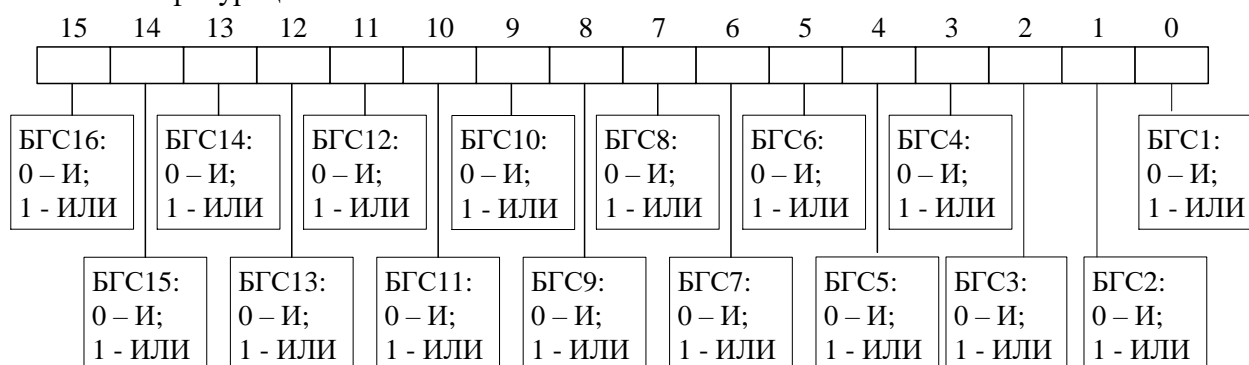 15 14 13 12 11 10 9 8 7 6 5 4 3 2 1 0
БГС16: БГС14: БГС12: БГС10: БГС8: БГС6: БГС4: БГС1:
0 – И; 0 – И; 0 – И; 0 – И; 0 – И; 0 – И; 0 – И; 0 – И;
1 - ИЛИ 1 - ИЛИ 1 - ИЛИ 1 - ИЛИ 1 - ИЛИ 1 - ИЛИ 1 - ИЛИ 1 - ИЛИ
БГС15: БГС13: БГС11: БГС9: БГС7: БГС5: БГС3: БГС2:
0 – И; 0 – И; 0 – И; 0 – И; 0 – И; 0 – И; 0 – И; 0 – И;
1 - ИЛИ 1 - ИЛИ 1 - ИЛИ 1 - ИЛИ 1 - ИЛИ 1 - ИЛИ 1 - ИЛИ 1 - ИЛИ